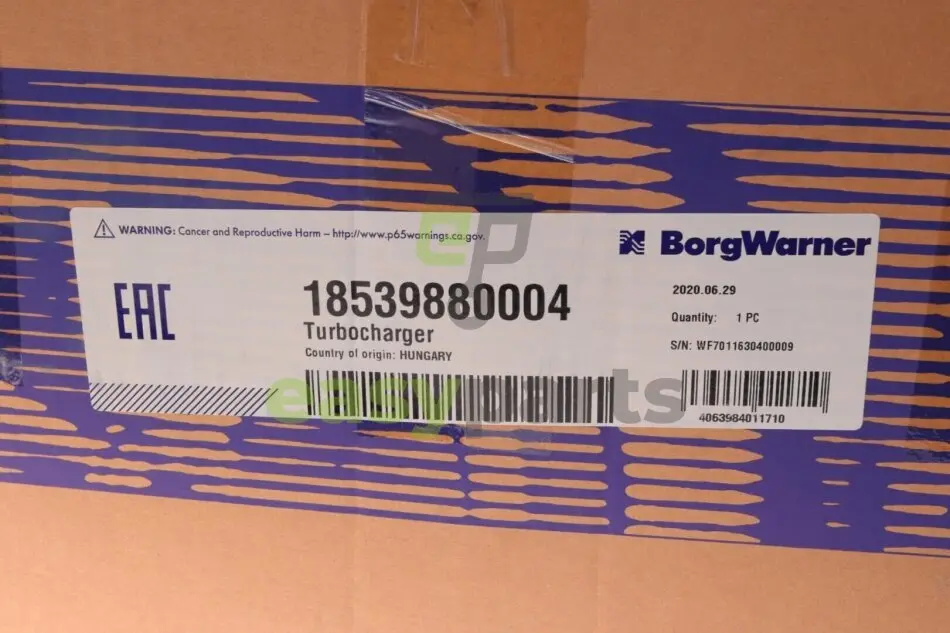 WARNING: Cancer and Reproductive Harm – http://www.p65warnings.ca.gov.
BorgWarner
EAC
18539880004
Turbocharger
Country of origin: HUNGARY
2020.06.29
Quantity: 1 PC
S/N: WF7011630400009
4063984011710
ep
easyparts